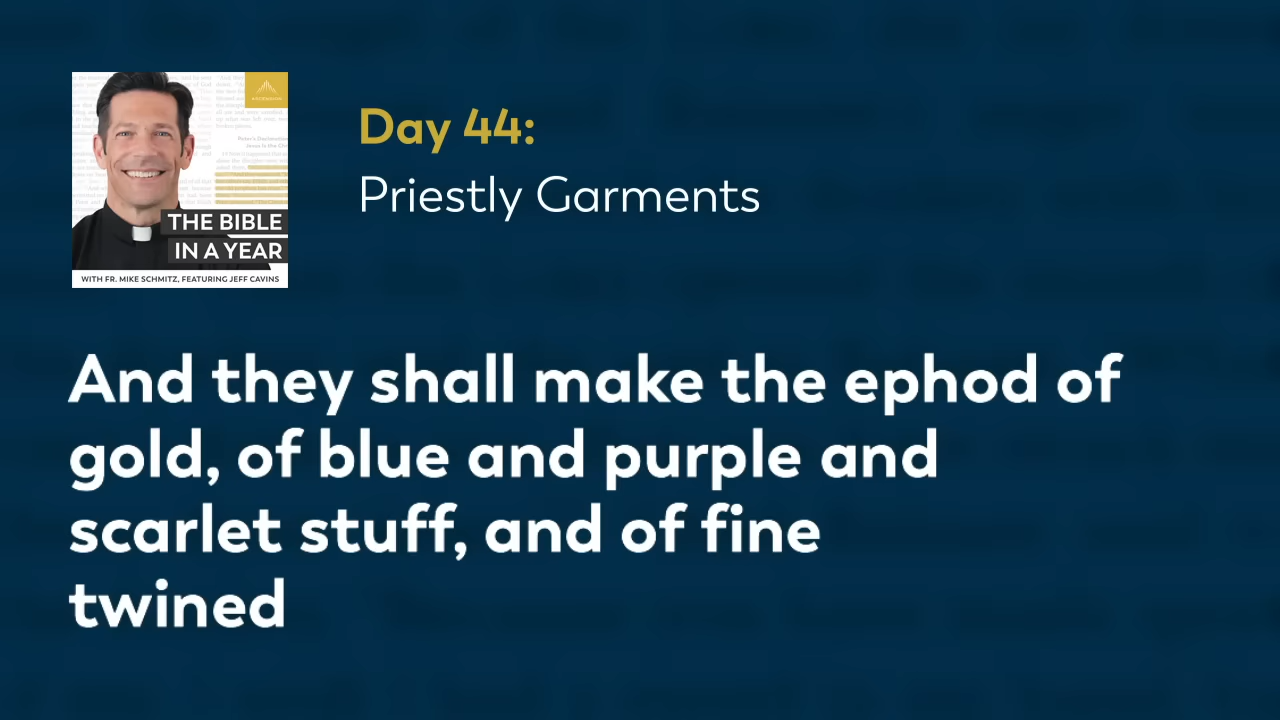 Day 44:
Priestly Garments
ASCENSION
THE BIBLE
IN A YEAR
WITH FR. MIKE SCHMITZ, FEATURING JEFF CAVINS
And they shall make the ephod of
gold, of blue and purple and
scarlet stuff, and of fine
twined